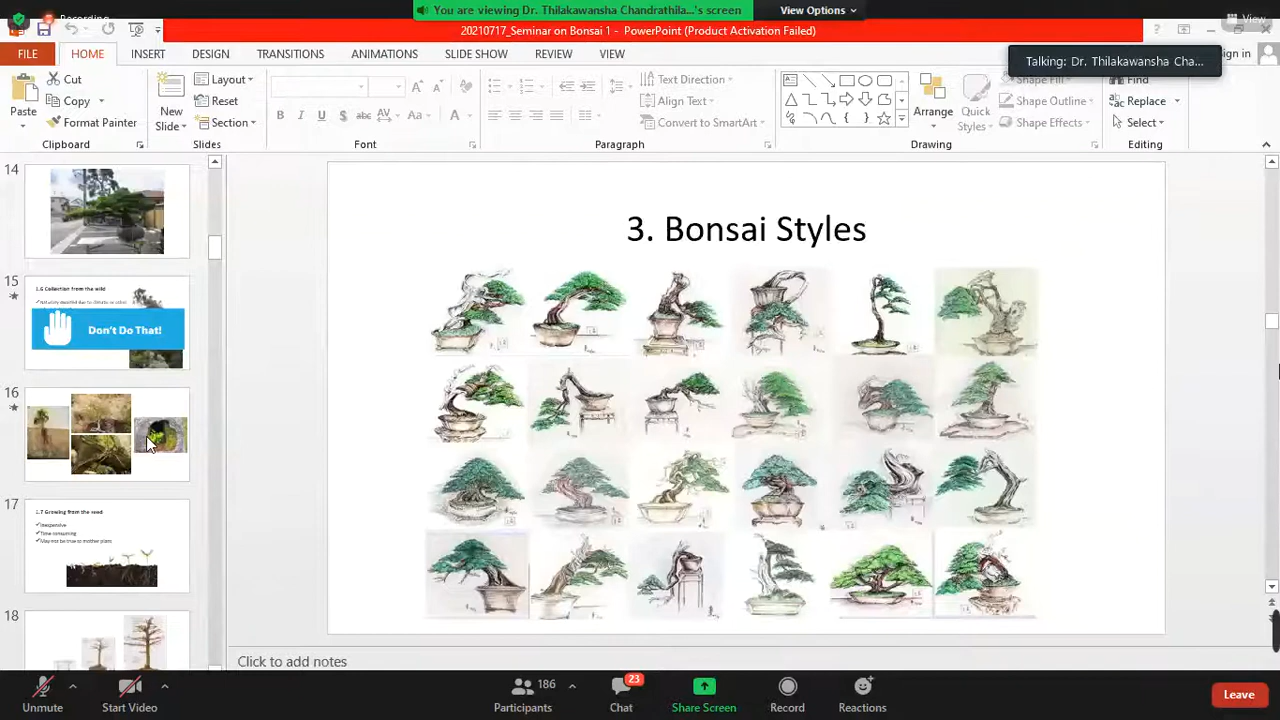 Recording
You are viewing Dr. Thilakawansha Chandrathila...'s screen
View Options
View
20210717_Seminar on Bonsai 1 - PowerPoint (Product Activation Failed)
?
Sign in
Talking: Dr. Thilakawansha Cha...
FILE
HOME
INSERT
DESIGN
TRANSITIONS
ANIMATIONS
SLIDE SHOW
REVIEW
VIEW
Paste
Cut
Copy
Format Painter
Clipboard
New
Slide
Layout
Reset
Section
Slides
B I U S abc AV Aa A
Font
Text Direction
Align Text
Convert to SmartArt
Paragraph
Arrange
Quick
Styles
Shape Fill
Shape Outline
Shape Effects
Drawing
Find
Replace
Select
Editing
14
15
1.6 Collection from the wild
Don't Do That!
16
17
1.7 Growing from the seed
✓Inexpensive
✓Time consuming
✓May not be true to mother plant
18
3. Bonsai Styles
Click to add notes
Unmute
Start Video
186
Participants
23
Chat
Share Screen
Record
Reactions
Leave